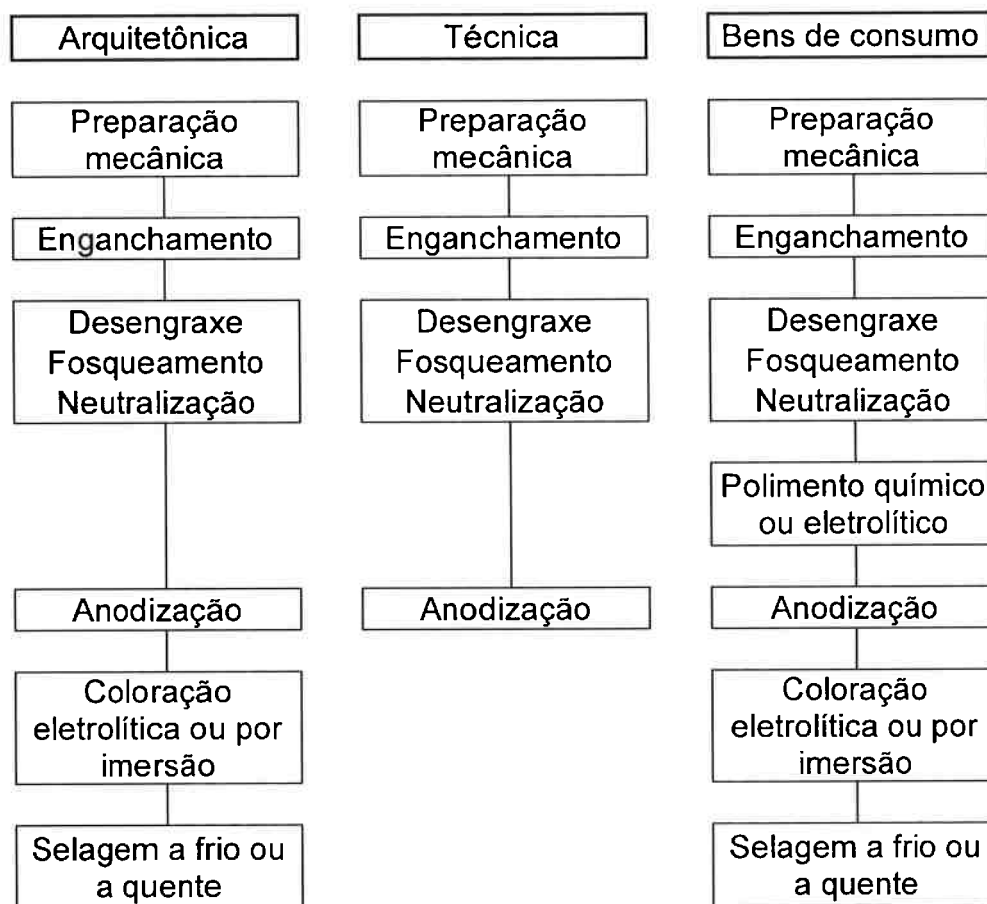 Arquitetônica
Preparação
mecânica
Enganchamento
Desengraxe
Fosqueamento
Neutralização
Anodização
Coloração
eletrolítica ou por
imersão
Selagem a frio ou
a quente
Técnica
Preparação
mecânica
Enganchamento
Desengraxe
Fosqueamento
Neutralização
Anodização
Bens de consumo
Preparação
mecânica
Enganchamento
Desengraxe
Fosqueamento
Neutralização
Polimento químico
ou eletrolítico
Anodização
Coloração
eletrolítica ou por
imersão
Selagem a frio ou
a quente